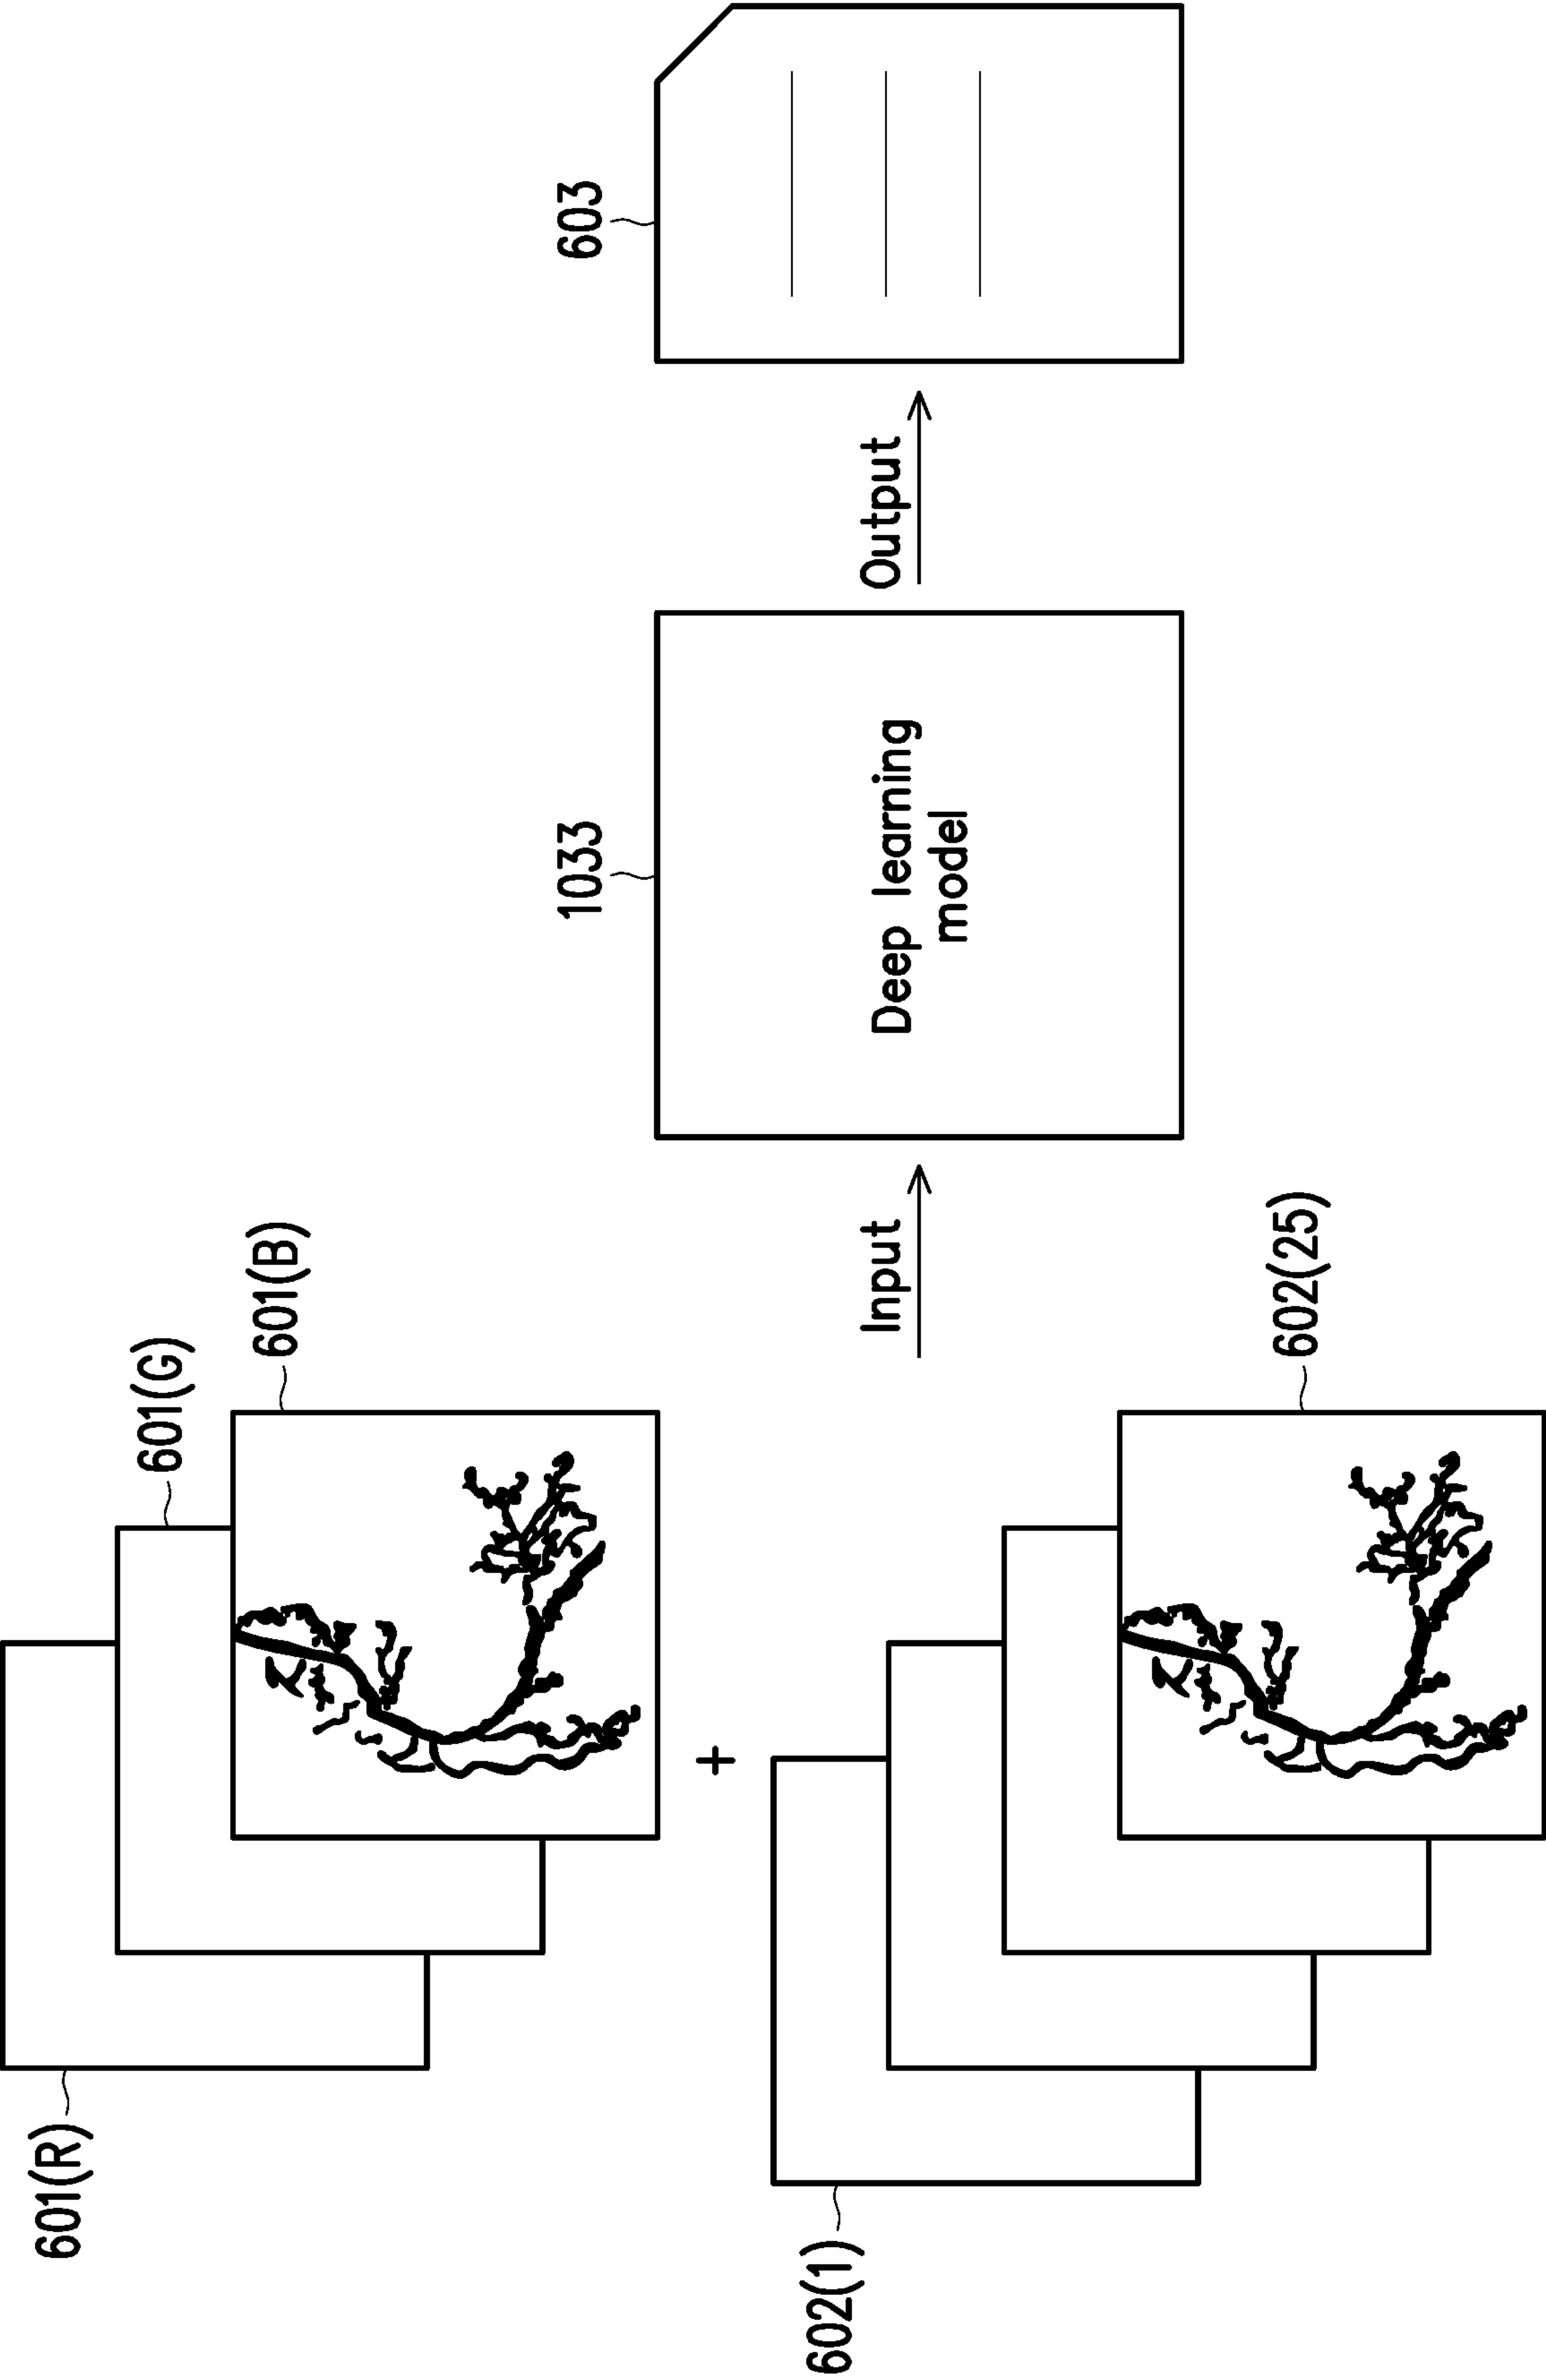 601(R)
601(G)
601(B)
+
602(1)
602(25)
Input
1033
Deep learning
model
Output
603